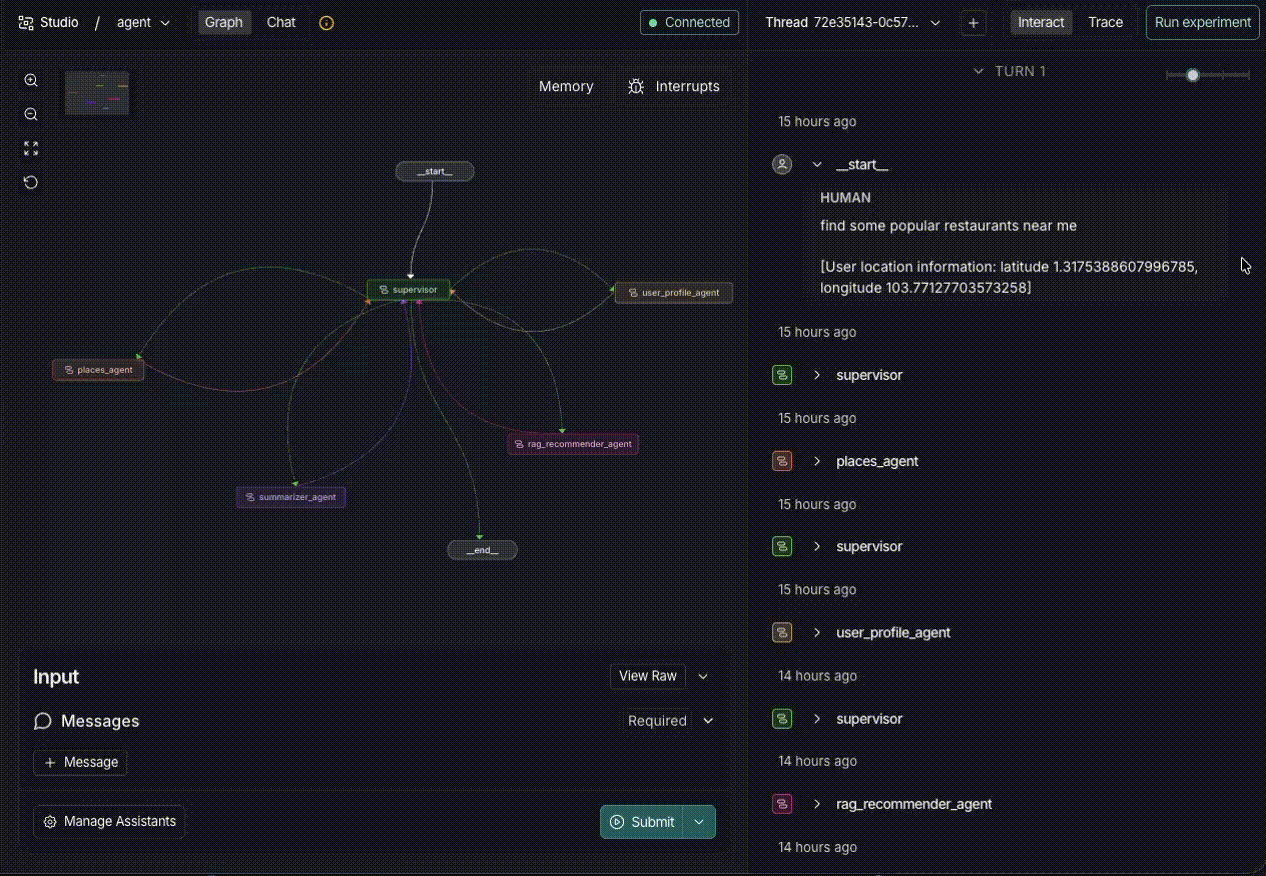 Studio / agent Graph Chat Connected
Thread 72e35143-0c57... + Interact Trace Run experiment
Memory Interrupts
__start__
supervisor
user_profile_agent
places_agent
rag_recommender_agent
summarizer_agent
__end__
Input View Raw
Messages Required
+ Message
Manage Assistants Submit
TURN 1
15 hours ago
__start__
HUMAN
find some popular restaurants near me
[User location information: latitude 1.3175388607996785,
longitude 103.77127703573258]
15 hours ago
supervisor
15 hours ago
places_agent
15 hours ago
supervisor
15 hours ago
user_profile_agent
14 hours ago
supervisor
14 hours ago
rag_recommender_agent
14 hours ago